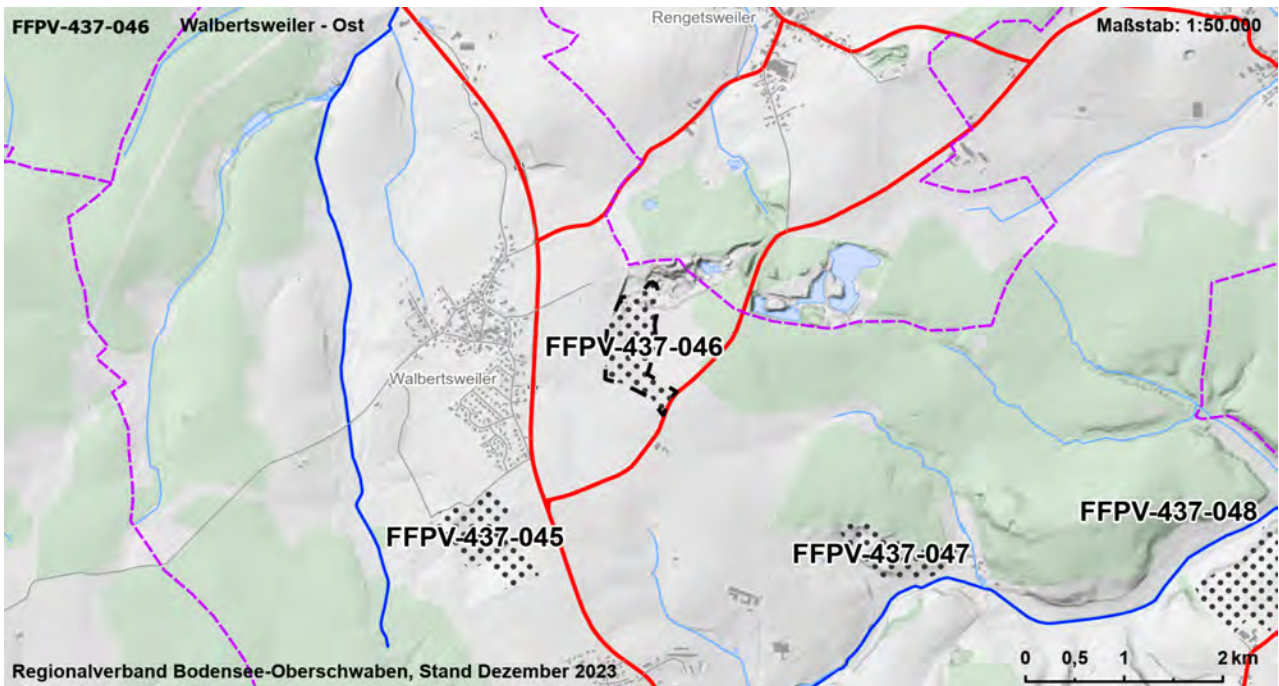 FFPV-437-046 Walbertsweiler - Ost
Rengetsweiler
Maßstab: 1:50.000
FFPV-437-046
Walbertsweiler
FFPV-437-045
FFPV-437-047
FFPV-437-048
Regionalverband Bodensee-Oberschwaben, Stand Dezember 2023
0 0,5 1 2 km